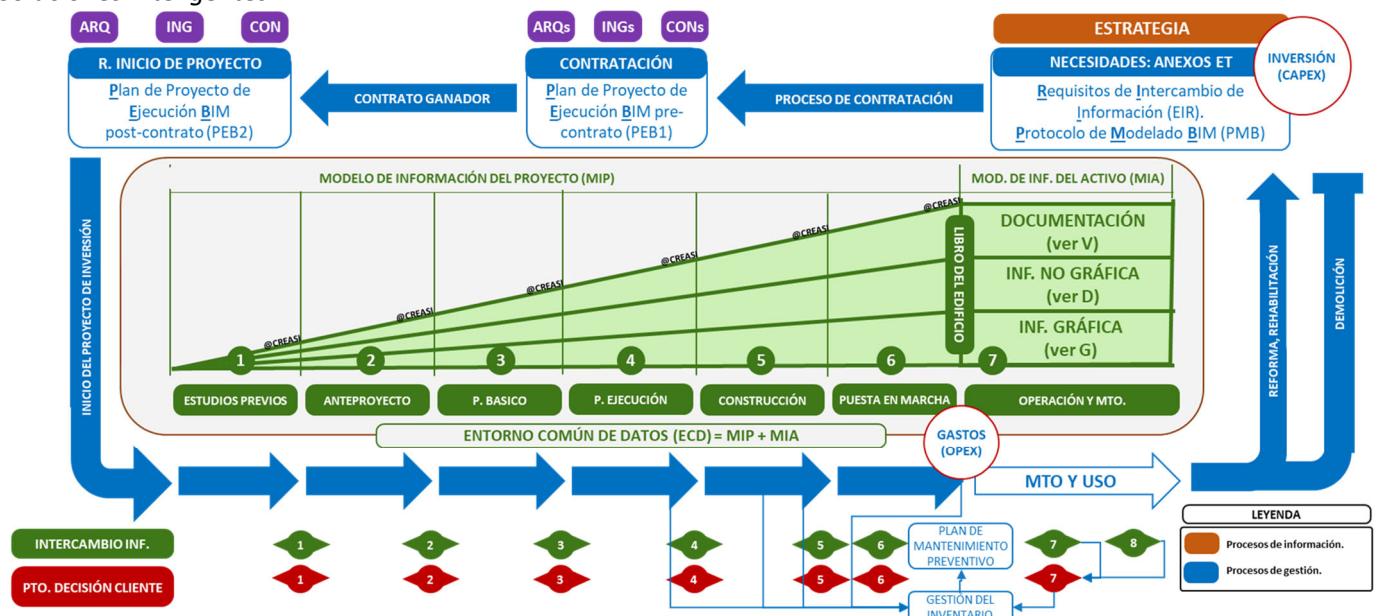 ARQ ING CON
ARQs INGs CONs
ESTRATEGIA
INVERSIÓN
(CAPEX)
R. INICIO DE PROYECTO
Plan de Proyecto de
Ejecución BIM
post-contrato (PEB2)
CONTRATO GANADOR
CONTRATACIÓN
Plan de Proyecto de
Ejecución BIM pre-
contrato (PEB1)
PROCESO DE CONTRATACIÓN
NECESIDADES: ANEXOS ET
Requisitos de Intercambio de
Información (EIR).
Protocolo de Modelado BIM (PMB)
INICIO DEL PROYECTO DE INVERSIÓN
MODELO DE INFORMACIÓN DEL PROYECTO (MIP)
MOD. DE INF. DEL ACTIVO (MIA)
@CREASI
@CREASI
@CREASI
@CREASI
@CREASI
@CREASI
LIBRO DEL EDIFICIO
DOCUMENTACIÓN
(ver V)
INF. NO GRÁFICA
(ver D)
INF. GRÁFICA
(ver G)
1 2 3 4 5 6 7
ESTUDIOS PREVIOS
ANTEPROYECTO
P. BASICO
P. EJECUCIÓN
CONSTRUCCIÓN
PUESTA EN MARCHA
OPERACIÓN Y MTO.
ENTORNO COMÚN DE DATOS (ECD) = MIP + MIA
GASTOS
(OPEX)
MTO Y USO
REFORMA, REHABILITACIÓN
DEMOLICIÓN
INTERCAMBIO INF.
1 2 3 4 5 6 7 8
PTO. DECISIÓN CLIENTE
1 2 3 4 5 6 7
PLAN DE
MANTENIMIENTO
PREVENTIVO
GESTIÓN DEL
INVENTARIO
LEYENDA
Procesos de información.
Procesos de gestión.